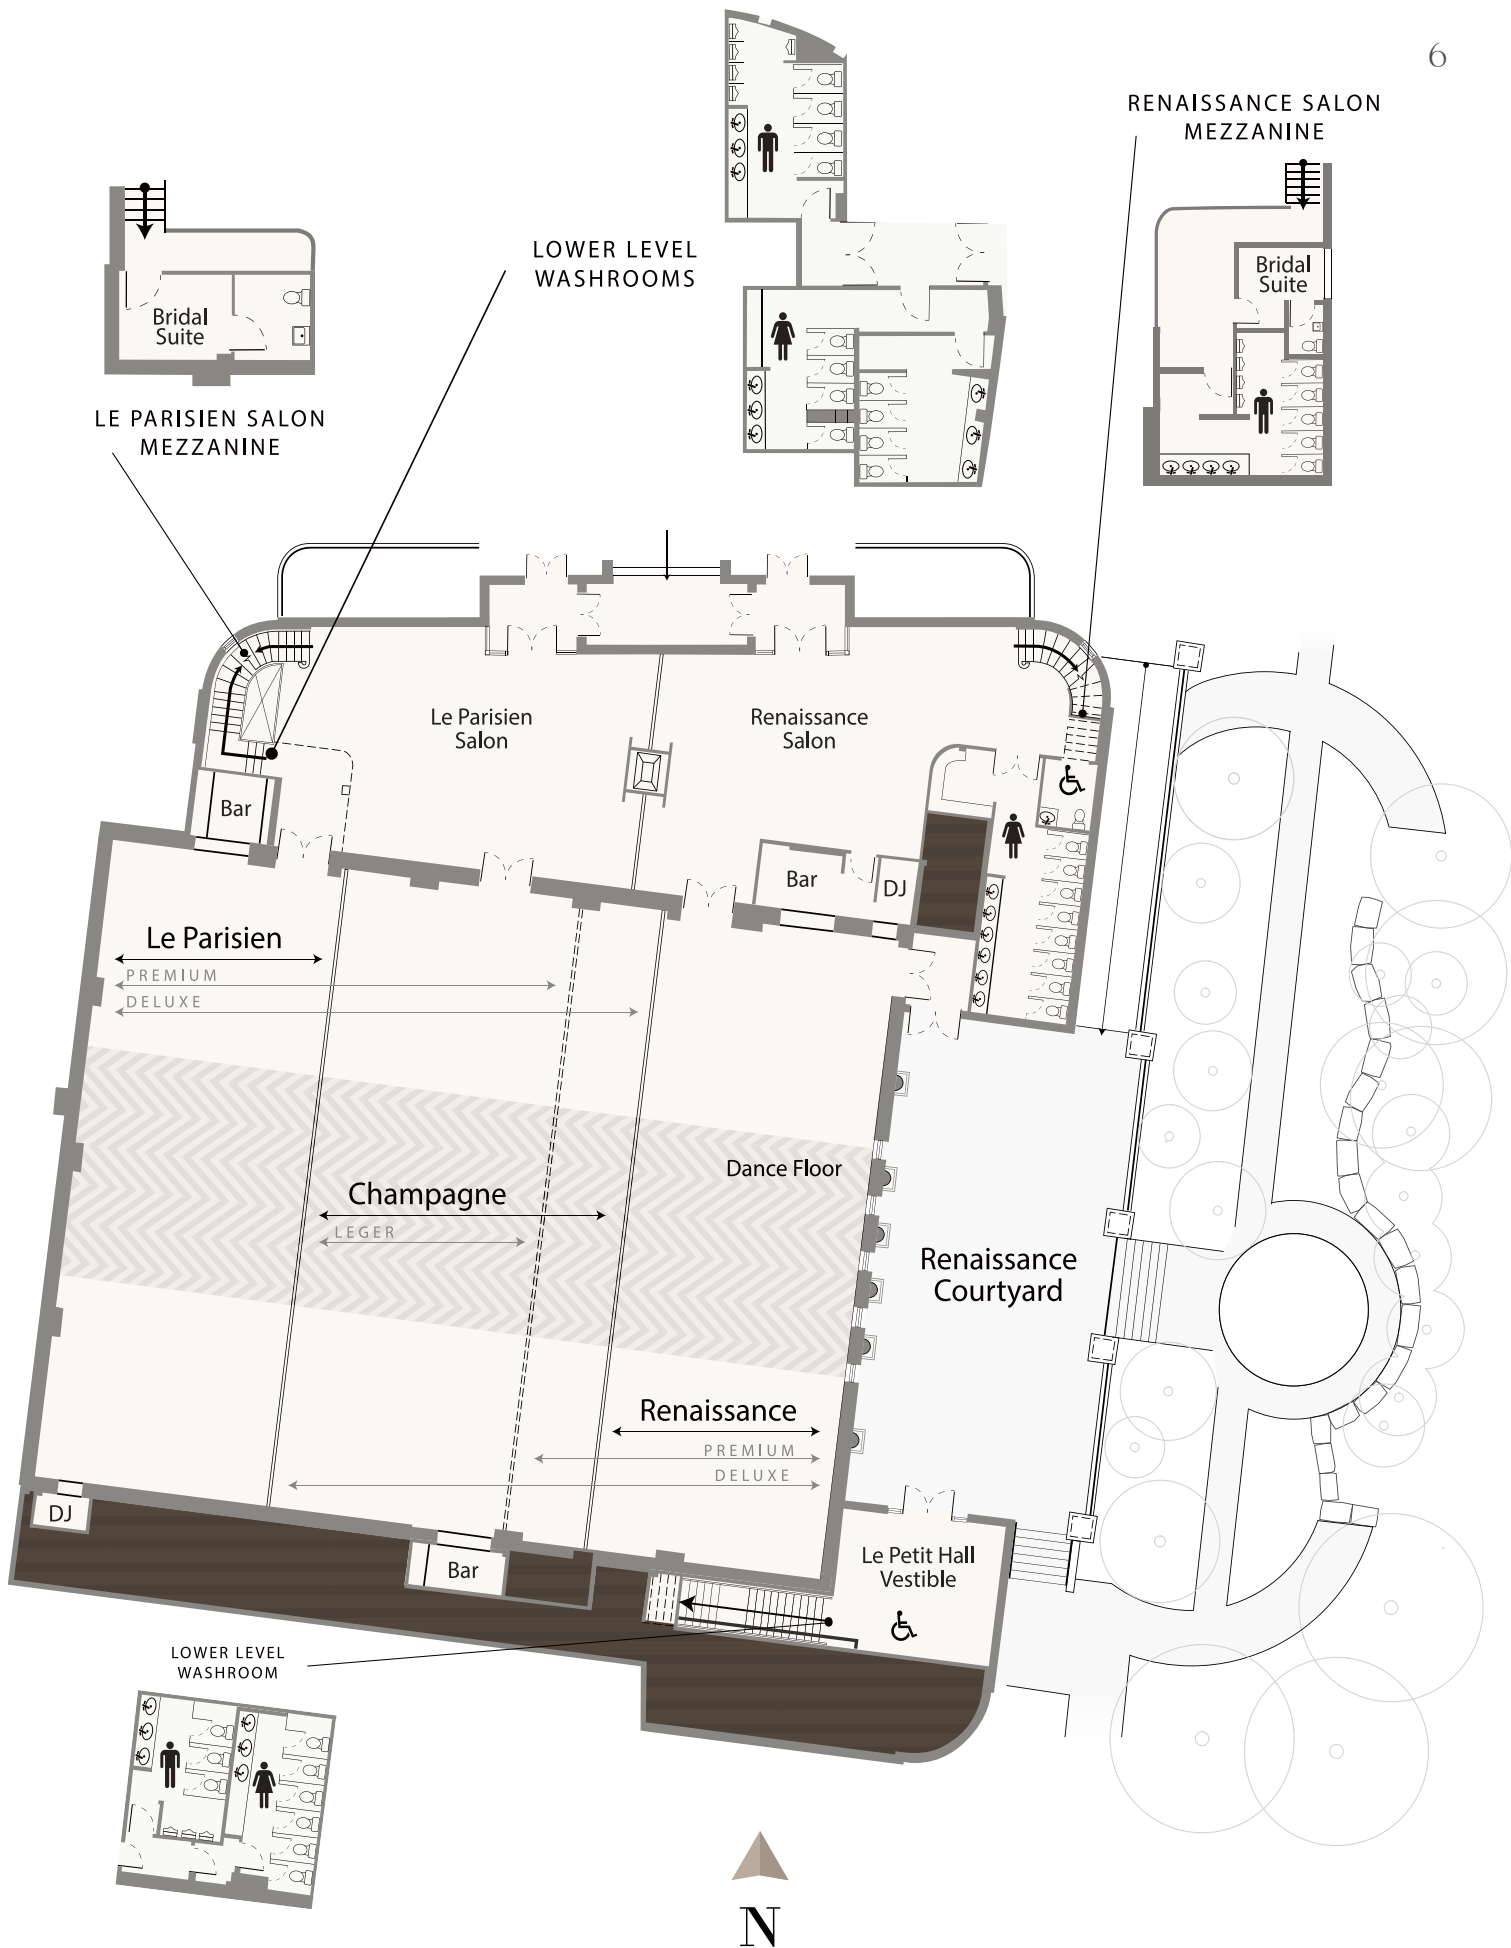 6
RENAISSANCE SALON
MEZZANINE
LOWER LEVEL
WASHROOMS
Bridal
Suite
Bridal
Suite
LE PARISIEN SALON
MEZZANINE
Le Parisien
Salon
Renaissance
Salon
Bar
Bar
DJ
Le Parisien
PREMIUM
DELUXE
Dance Floor
Champagne
LEGER
Renaissance
Courtyard
Renaissance
PREMIUM
DELUXE
DJ
Bar
Le Petit Hall
Vestible
LOWER LEVEL
WASHROOM
N